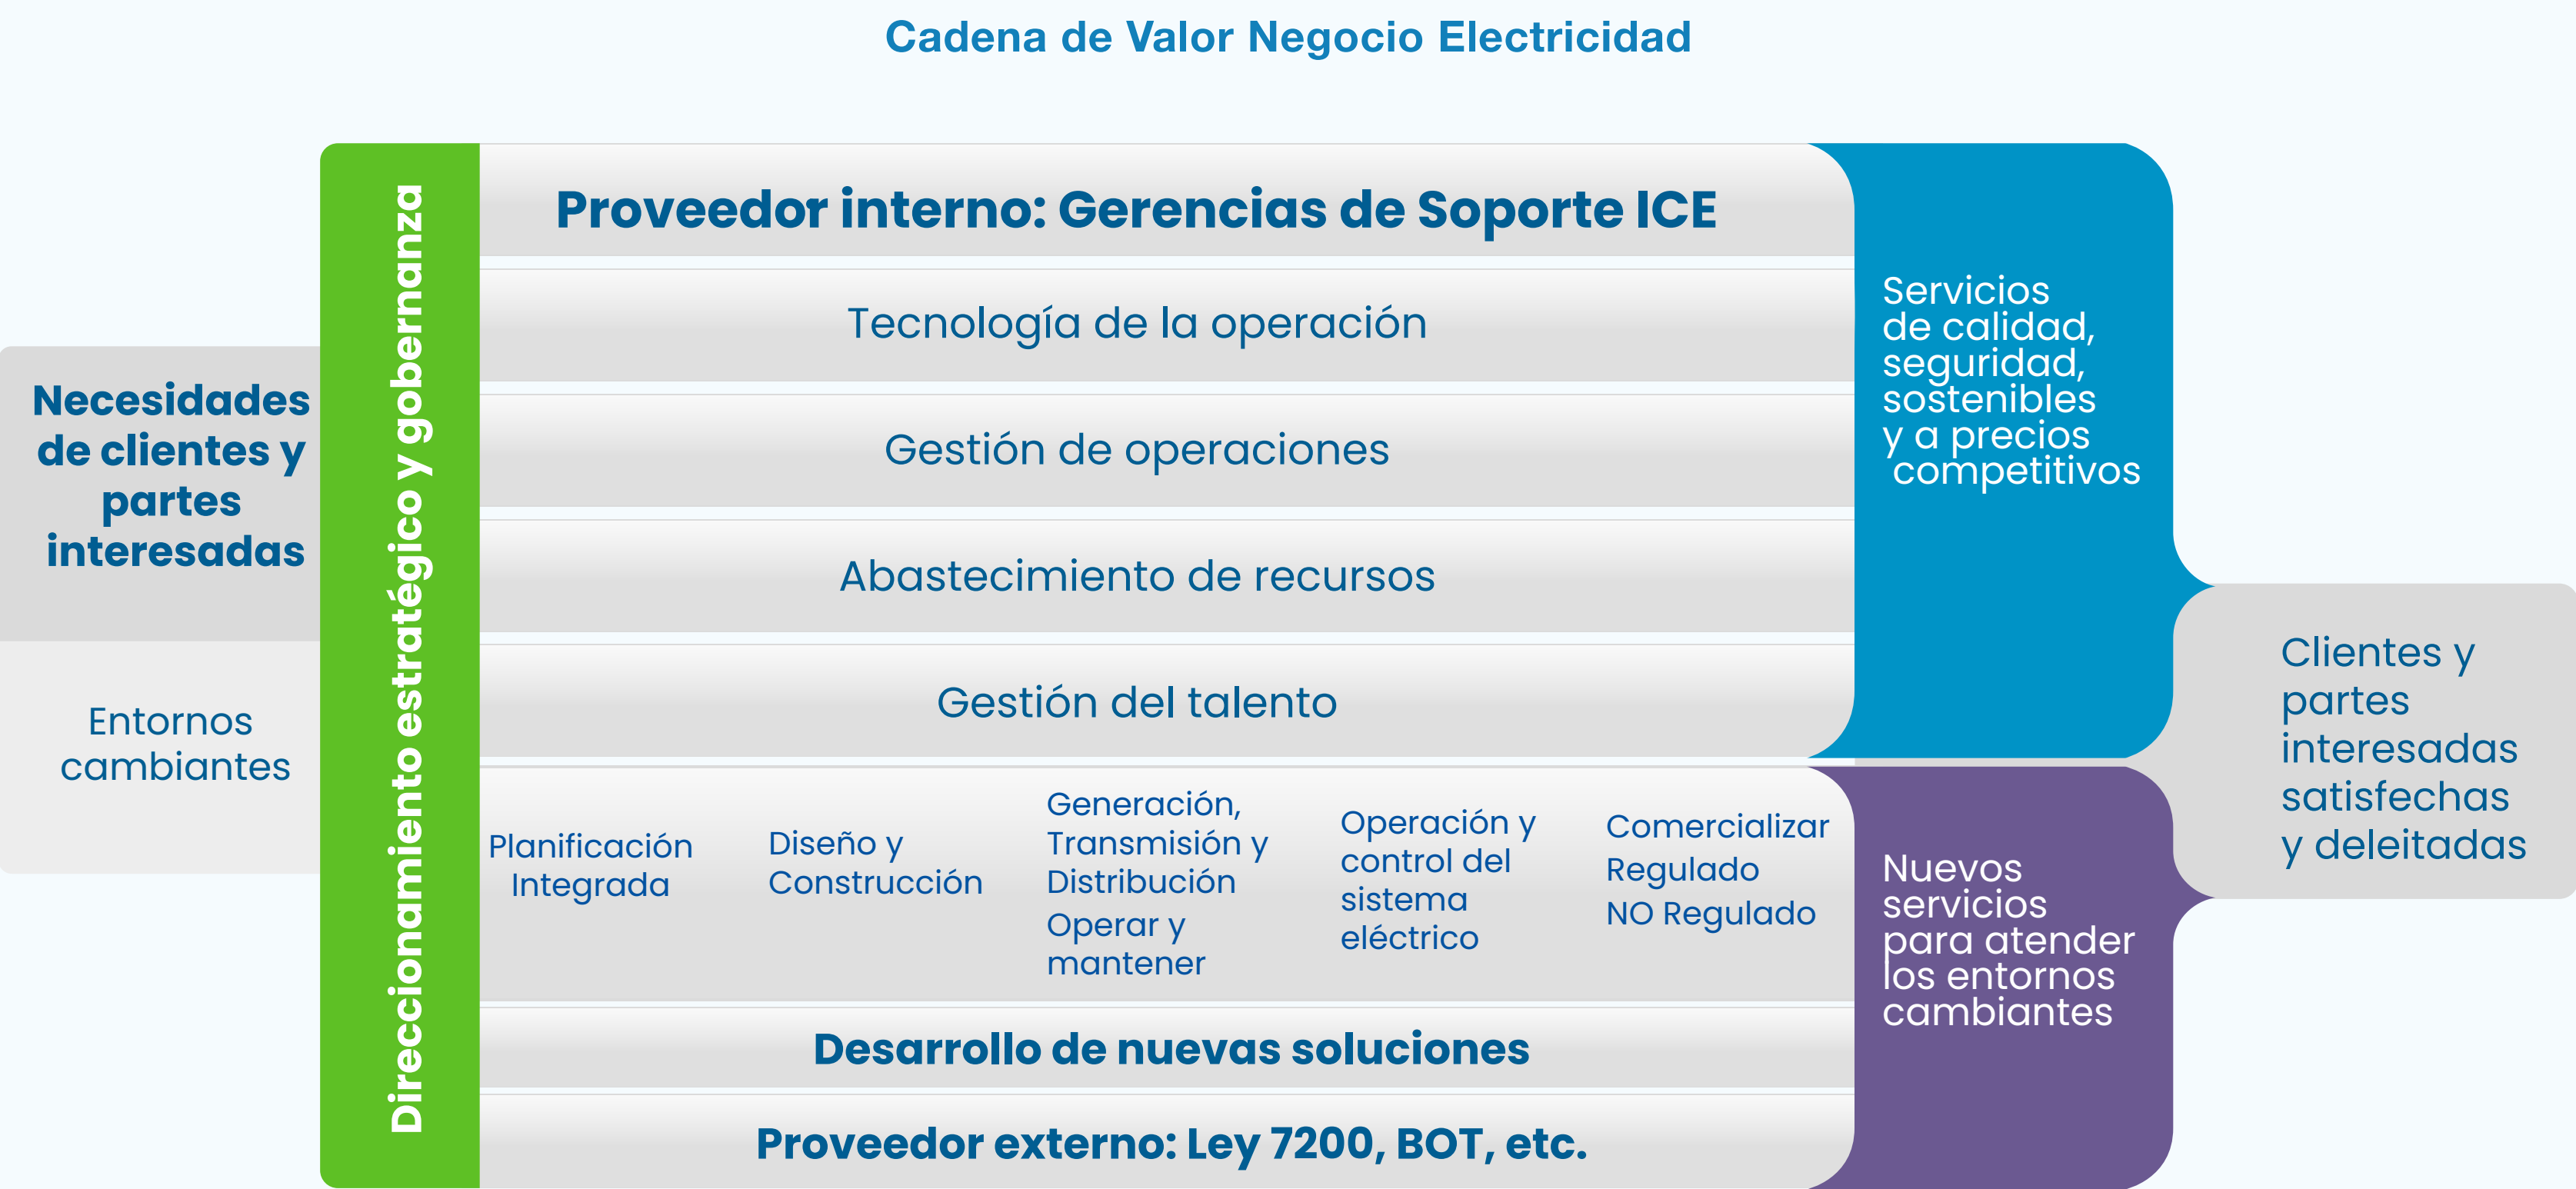 Cadena de Valor Negocio Electricidad
Necesidades
de clientes y
partes
interesadas
Entornos
cambiantes
Direccionamiento estratégico y gobernanza
Proveedor interno: Gerencias de Soporte ICE
Tecnología de la operación
Gestión de operaciones
Abastecimiento de recursos
Gestión del talento
Planificación
Integrada
Diseño y
Construcción
Generación,
Transmisión y
Distribución
Operar y
mantener
Operación y
control del
sistema
eléctrico
Comercializar
Regulado
NO Regulado
Desarrollo de nuevas soluciones
Proveedor externo: Ley 7200, BOT, etc.
Servicios
de calidad,
seguridad,
sostenibles
y a precios
competitivos
Nuevos
servicios
para atender
los entornos
cambiantes
Clientes y
partes
interesadas
satisfechas
y deleitadas